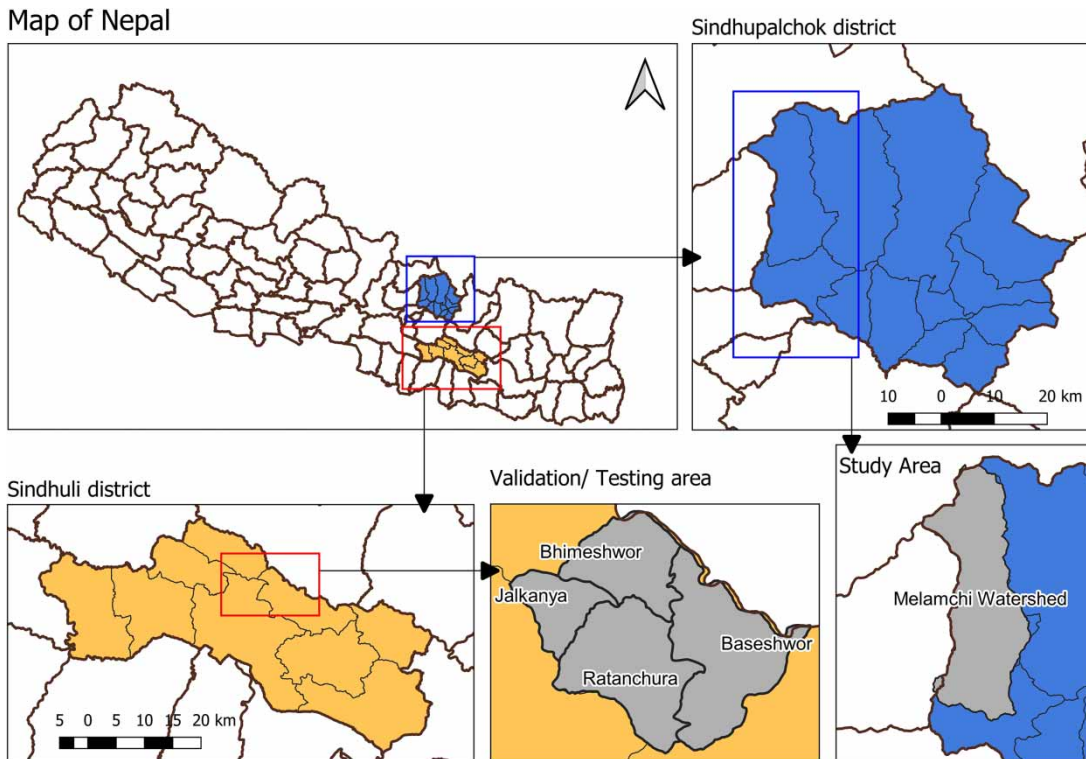 Map of Nepal
Sindhupalchok district
10 0 10 20 km
Sindhuli district
Validation/ Testing area
Study Area
Bhimeshwor
Jalkanya
Melamchi Watershed
Baseshwor
Ratanchura
5 0 5 10 15 20 km